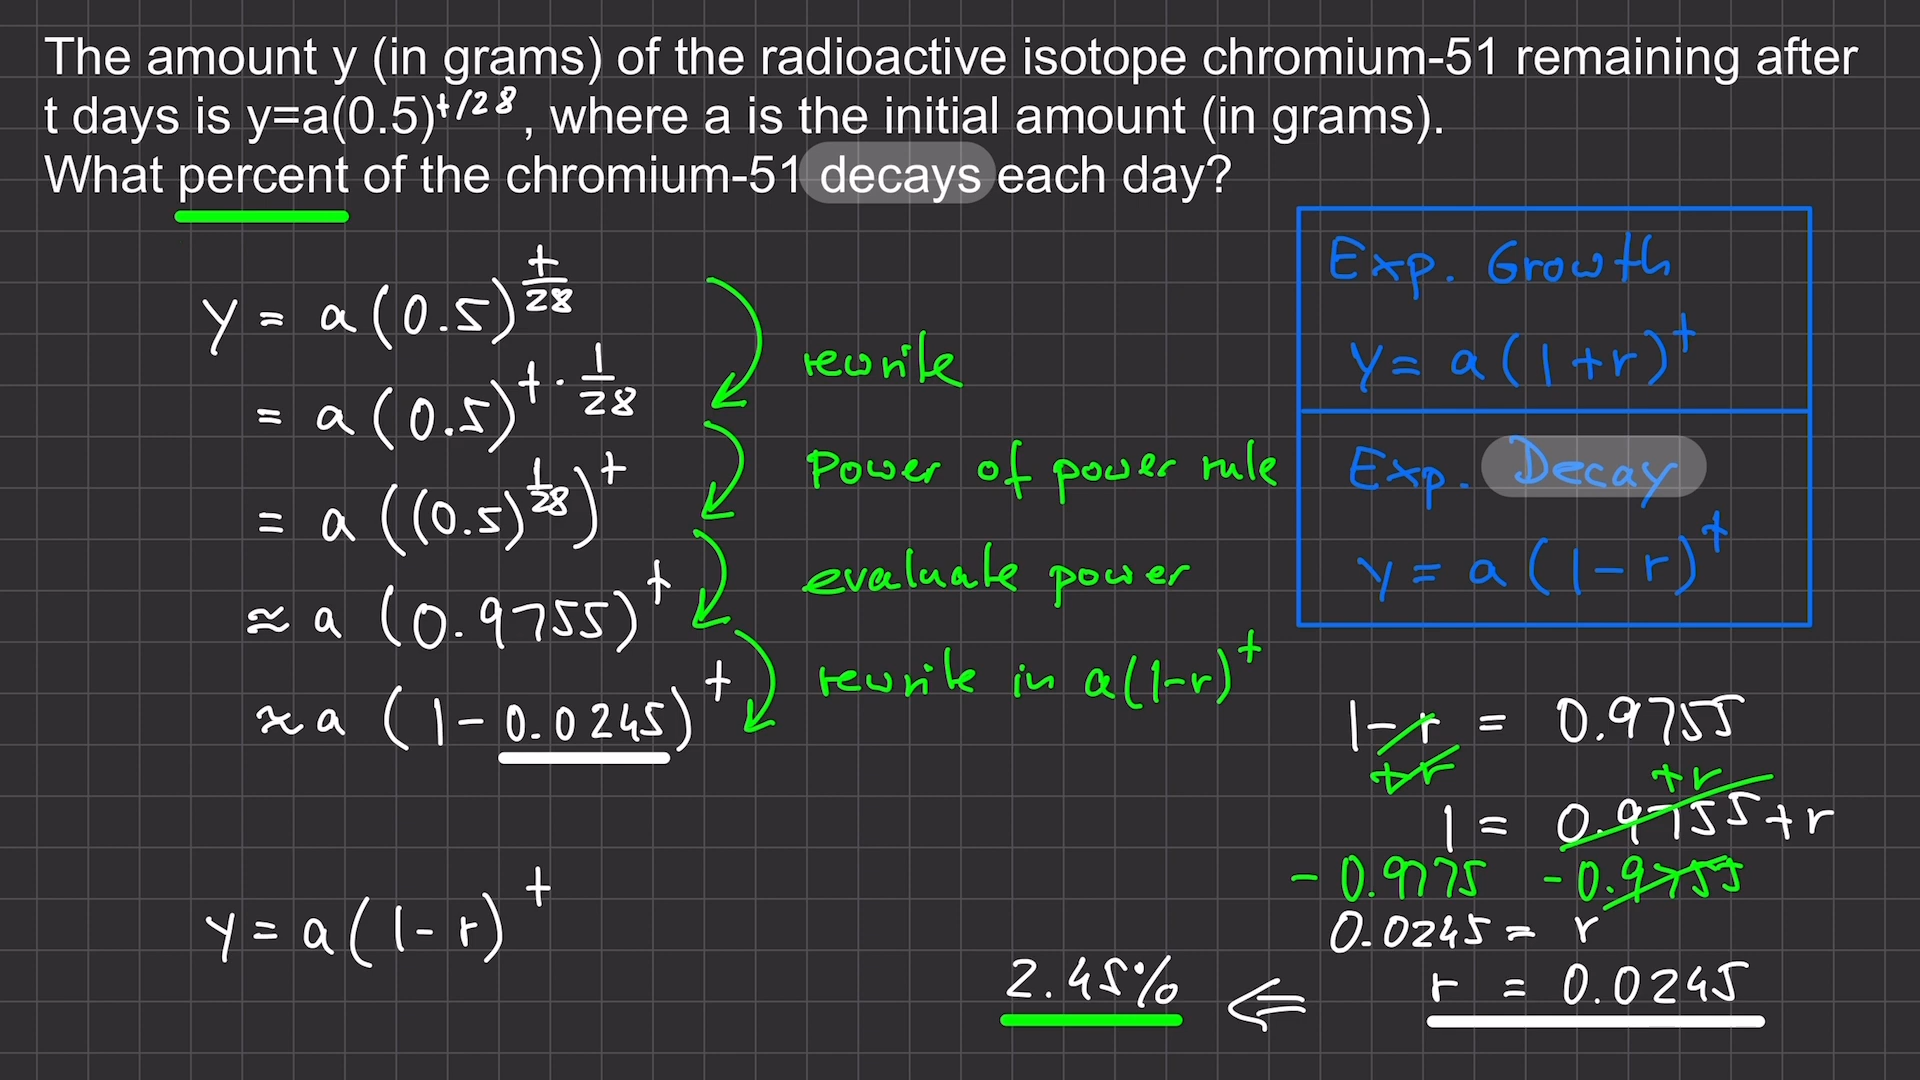 The amount y (in grams) of the radioactive isotope chromium-51 remaining after
t days is y=a(0.5)^t/28, where a is the initial amount (in grams).
What percent of the chromium-51 decays each day?
y = a(0.5)^t/28
= a(0.5)^t·1/28
= a((0.5)^1/28)^t
≈ a(0.9755)^t
≈ a(1-0.0245)^t
y = a(1-r)^t
rewrite
Power of power rule
evaluate power
rewrite in a(1-r)^t
Exp. Growth
y = a(1+r)^t
Exp. Decay
y = a(1-r)^t
1-r = 0.9755
+r +r
1 = 0.9755+r
-0.9775 -0.9755
0.0245 = r
r = 0.0245
⇐
2.45%